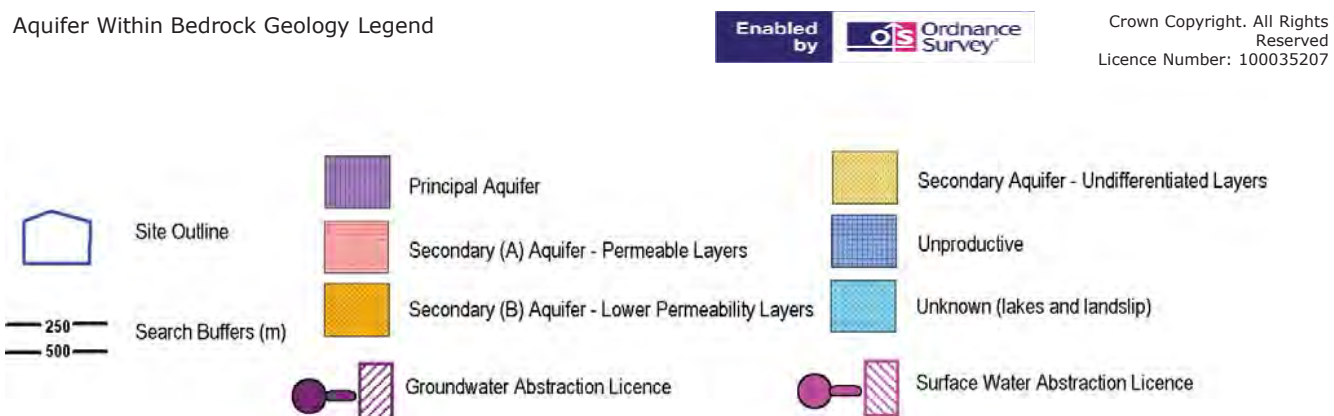 Aquifer Within Bedrock Geology Legend
Enabled
by
OS Ordnance
Survey®
Crown Copyright. All Rights
Reserved
Licence Number: 100035207
Site Outline
250
500
Search Buffers (m)
Principal Aquifer
Secondary (A) Aquifer - Permeable Layers
Secondary (B) Aquifer - Lower Permeability Layers
Groundwater Abstraction Licence
Secondary Aquifer - Undifferentiated Layers
Unproductive
Unknown (lakes and landslip)
Surface Water Abstraction Licence